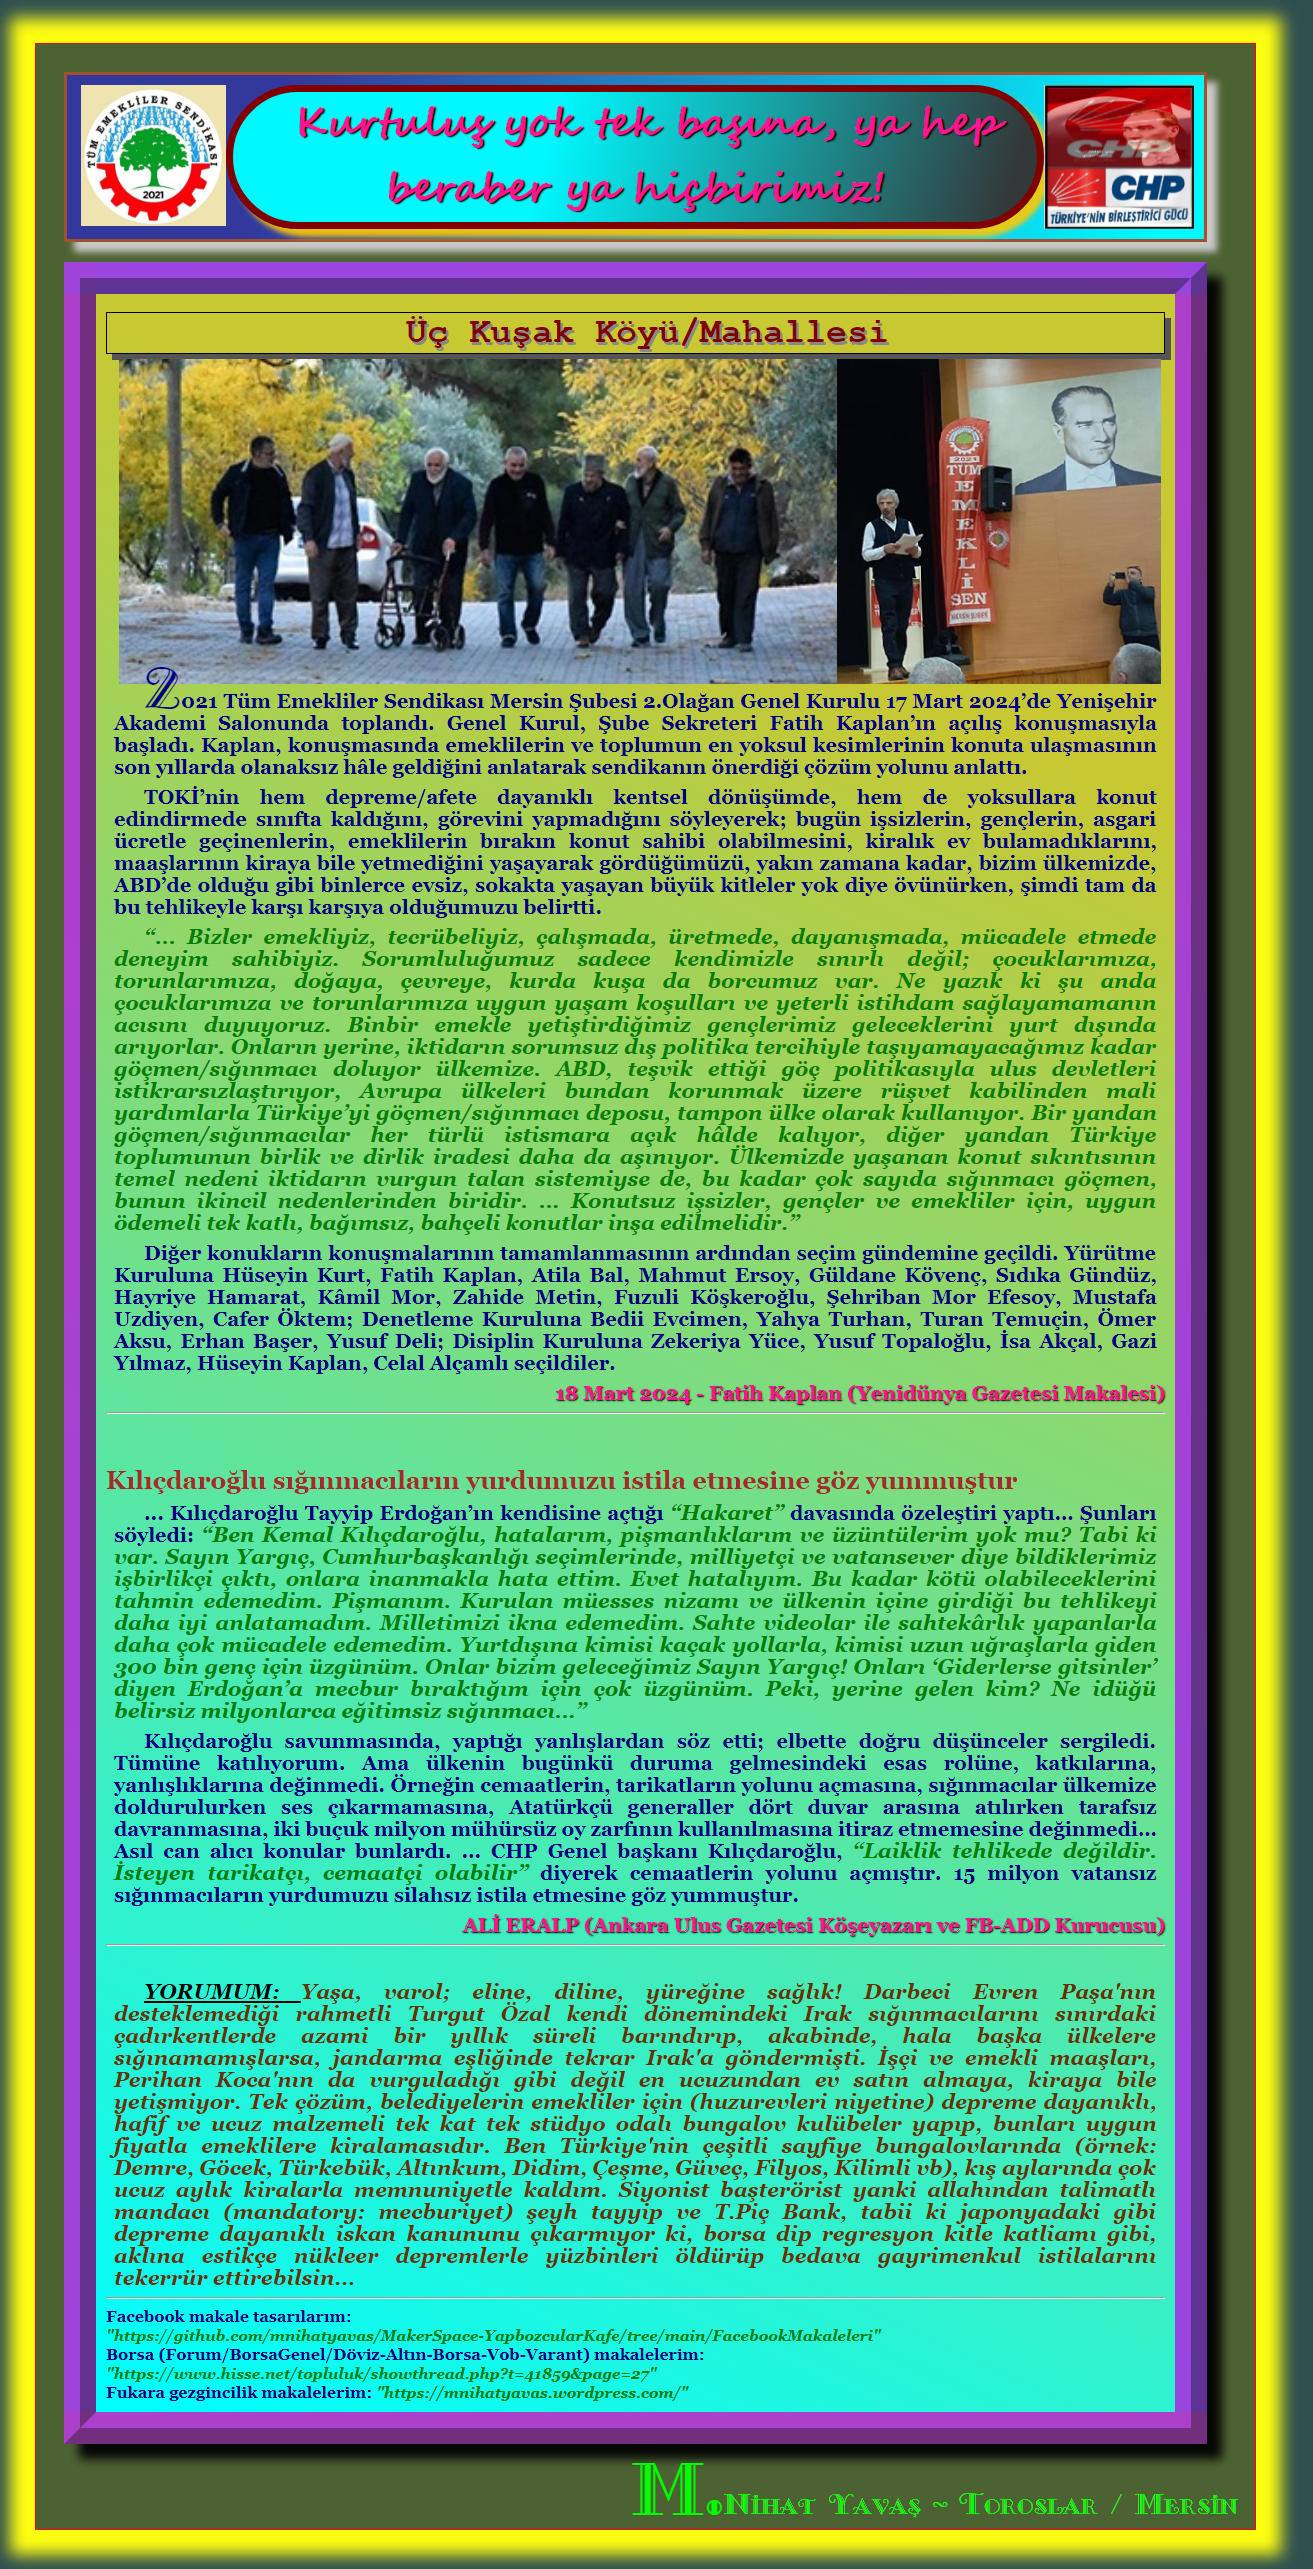 TÜM EMEKLİLER SENDİKASI
2021
Kurtuluş yok tek başına, ya hep
beraber ya hiçbirimiz!
CHP
CHP
TÜRKİYE'NİN BİRLEŞTİRİCİ GÜCÜ
Üç Kuşak Köyü/Mahallesi
2021
TÜM
EMEKLİ
SEN
MERSİN ŞUBESİ
2021 Tüm Emekliler Sendikası Mersin Şubesi 2.Olağan Genel Kurulu 17 Mart 2024’de Yenişehir
Akademi Salonunda toplandı. Genel Kurul, Şube Sekreteri Fatih Kaplan’ın açılış konuşmasıyla
başladı. Kaplan, konuşmasında emeklilerin ve toplumun en yoksul kesimlerinin konuta ulaşmasının
son yıllarda olanaksız hâle geldiğini anlatarak sendikanın önerdiği çözüm yolunu anlattı.
TOKİ’nin hem depreme/afete dayanıklı kentsel dönüşümde, hem de yoksullara konut
edindirmede sınıfta kaldığını, görevini yapmadığını söyleyerek; bugün işsizlerin, gençlerin, asgari
ücretle geçinenlerin, emeklilerin bırakın konut sahibi olabilmesini, kiralık ev bulamadıklarını,
maaşlarının kiraya bile yetmediğini yaşayarak gördüğümüzü, yakın zamana kadar, bizim ülkemizde,
ABD’de olduğu gibi binlerce evsiz, sokakta yaşayan büyük kitleler yok diye övünürken, şimdi tam da
bu tehlikeyle karşı karşıya olduğumuzu belirtti.
“... Bizler emekliyiz, tecrübeliyiz, çalışmada, üretmede, dayanışmada, mücadele etmede
deneyim sahibiyiz. Sorumluluğumuz sadece kendimizle sınırlı değil; çocuklarımıza,
torunlarımıza, doğaya, çevreye, kurda kuşa da borcumuz var. Ne yazık ki şu anda
çocuklarımıza ve torunlarımıza uygun yaşam koşulları ve yeterli istihdam sağlayamamanın
acısını duyuyoruz. Binbir emekle yetiştirdiğimiz gençlerimiz geleceklerini yurt dışında
arıyorlar. Onların yerine, iktidarın sorumsuz dış politika tercihiyle taşıyamayacağımız kadar
göçmen/sığınmacı doluyor ülkemize. ABD, teşvik ettiği göç politikasıyla ulus devletleri
istikrarsızlaştırıyor, Avrupa ülkeleri bundan korunmak üzere rüşvet kabilinden mali
yardımlarla Türkiye’yi göçmen/sığınmacı deposu, tampon ülke olarak kullanıyor. Bir yandan
göçmen/sığınmacılar her türlü istismara açık hâlde kalıyor, diğer yandan Türkiye
toplumunun birlik ve dirlik iradesi daha da aşınıyor. Ülkemizde yaşanan konut sıkıntısının
temel nedeni iktidarın vurgun talan sistemiyse de, bu kadar çok sayıda sığınmacı göçmen,
bunun ikincil nedenlerinden biridir. ... Konutsuz işsizler, gençler ve emekliler için, uygun
ödemeli tek katlı, bağımsız, bahçeli konutlar inşa edilmelidir.”
Diğer konukların konuşmalarının tamamlanmasının ardından seçim gündemine geçildi. Yürütme
Kuruluna Hüseyin Kurt, Fatih Kaplan, Atila Bal, Mahmut Ersoy, Güldane Kövenç, Sıdıka Gündüz,
Hayriye Hamarat, Kâmil Mor, Zahide Metin, Fuzuli Köşkeroğlu, Şehriban Mor Efesoy, Mustafa
Uzdiyen, Cafer Öktem; Denetleme Kuruluna Bedii Evcimen, Yahya Turhan, Turan Temuçin, Ömer
Aksu, Erhan Başer, Yusuf Deli; Disiplin Kuruluna Zekeriya Yüce, Yusuf Topaloğlu, İsa Akçal, Gazi
Yılmaz, Hüseyin Kaplan, Celal Alçamlı seçildiler.
18 Mart 2024 - Fatih Kaplan (Yenidünya Gazetesi Makalesi)
Kılıçdaroğlu sığınmacıların yurdumuzu istila etmesine göz yummuştur
... Kılıçdaroğlu Tayyip Erdoğan’ın kendisine açtığı “Hakaret” davasında özeleştiri yaptı... Şunları
söyledi: “Ben Kemal Kılıçdaroğlu, hatalarım, pişmanlıklarım ve üzüntülerim yok mu? Tabi ki
var. Sayın Yargıç, Cumhurbaşkanlığı seçimlerinde, milliyetçi ve vatansever diye bildiklerimiz
işbirlikçi çıktı, onlara inanmakla hata ettim. Evet hatalıyım. Bu kadar kötü olabileceklerini
tahmin edemedim. Pişmanım. Kurulan müesses nizamı ve ülkenin içine girdiği bu tehlikeyi
daha iyi anlatamadım. Milletimizi ikna edemedim. Sahte videolar ile sahtekârlık yapanlarla
daha çok mücadele edemedim. Yurtdışına kimisi kaçak yollarla, kimisi uzun uğraşlarla giden
300 bin genç için üzgünüm. Onlar bizim geleceğimiz Sayın Yargıç! Onları ‘Giderlerse gitsinler’
diyen Erdoğan’a mecbur bıraktığım için çok üzgünüm. Peki, yerine gelen kim? Ne idüğü
belirsiz milyonlarca eğitimsiz sığınmacı...”
Kılıçdaroğlu savunmasında, yaptığı yanlışlardan söz etti; elbette doğru düşünceler sergiledi.
Tümüne katılıyorum. Ama ülkenin bugünkü duruma gelmesindeki esas rolüne, katkılarına,
yanlışlıklarına değinmedi. Örneğin cemaatlerin, tarikatların yolunu açmasına, sığınmacılar ülkemize
doldurulurken ses çıkarmamasına, Atatürkçü generaller dört duvar arasına atılırken tarafsız
davranmasına, iki buçuk milyon mühürsüz oy zarfının kullanılmasına itiraz etmemesine değinmedi...
Asıl can alıcı konular bunlardı. ... CHP Genel başkanı Kılıçdaroğlu, “Laiklik tehlikede değildir.
İsteyen tarikatçı, cemaatçi olabilir” diyerek cemaatlerin yolunu açmıştır. 15 milyon vatansız
sığınmacıların yurdumuzu silahsız istila etmesine göz yummuştur.
ALİ ERALP (Ankara Ulus Gazetesi Köşeyazarı ve FB-ADD Kurucusu)
YORUMUM: Yaşa, varol; eline, diline, yüreğine sağlık! Darbeci Evren Paşa'nın
desteklemediği rahmetli Turgut Özal kendi dönemindeki Irak sığınmacılarını sınırdaki
çadırkentlerde azami bir yıllık süreli barındırıp, akabinde, hala başka ülkelere
sığınamamışlarsa, jandarma eşliğinde tekrar Irak'a göndermişti. İşçi ve emekli maaşları,
Perihan Koca'nın da vurguladığı gibi değil en ucuzundan ev satın almaya, kiraya bile
yetişmiyor. Tek çözüm, belediyelerin emekliler için (huzurevleri niyetine) depreme dayanıklı,
hafif ve ucuz malzemeli tek kat tek stüdyo odalı bungalov kulübeler yapıp, bunları uygun
fiyatla emeklilere kiralamasıdır. Ben Türkiye'nin çeşitli sayfiye bungalovlarında (örnek:
Demre, Göcek, Türkebük, Altınkum, Didim, Çeşme, Güveç, Filyos, Kilimli vb), kış aylarında çok
ucuz aylık kiralarla memnuniyetle kaldım. Siyonist başterörist yanki allahından talimatlı
mandacı (mandatory: mecburiyet) şeyh tayyip ve T.Piç Bank, tabii ki japonyadaki gibi
depreme dayanıklı iskan kanununu çıkarmıyor ki, borsa dip regresyon kitle katliamı gibi,
aklına estikçe nükleer depremlerle yüzbinleri öldürüp bedava gayrimenkul istilalarını
tekerrür ettirebilsin...
Facebook makale tasarılarım:
"https://github.com/mnihatyavas/MakerSpace-YapbozcularKafe/tree/main/FacebookMakaleleri"
Borsa (Forum/BorsaGenel/Döviz-Altın-Borsa-Vob-Varant) makalelerim:
"https://www.hisse.net/topluluk/showthread.php?t=41859&page=27"
Fukara gezgincilik makalelerim: "https://mnihatyavas.wordpress.com/"
M.Nihat Yavaş ~ Toroslar / Mersin